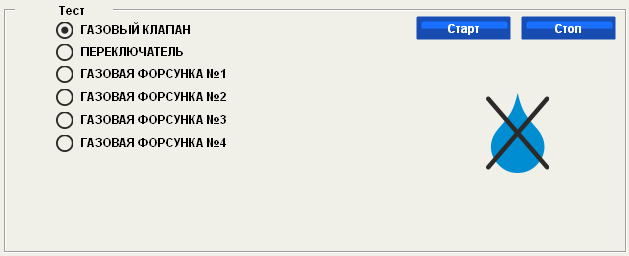 Тест
ГАЗОВЫЙ КЛАПАН
Старт
Стоп
ПЕРЕКЛЮЧАТЕЛЬ
ГАЗОВАЯ ФОРСУНКА №1
ГАЗОВАЯ ФОРСУНКА №2
ГАЗОВАЯ ФОРСУНКА №3
ГАЗОВАЯ ФОРСУНКА №4